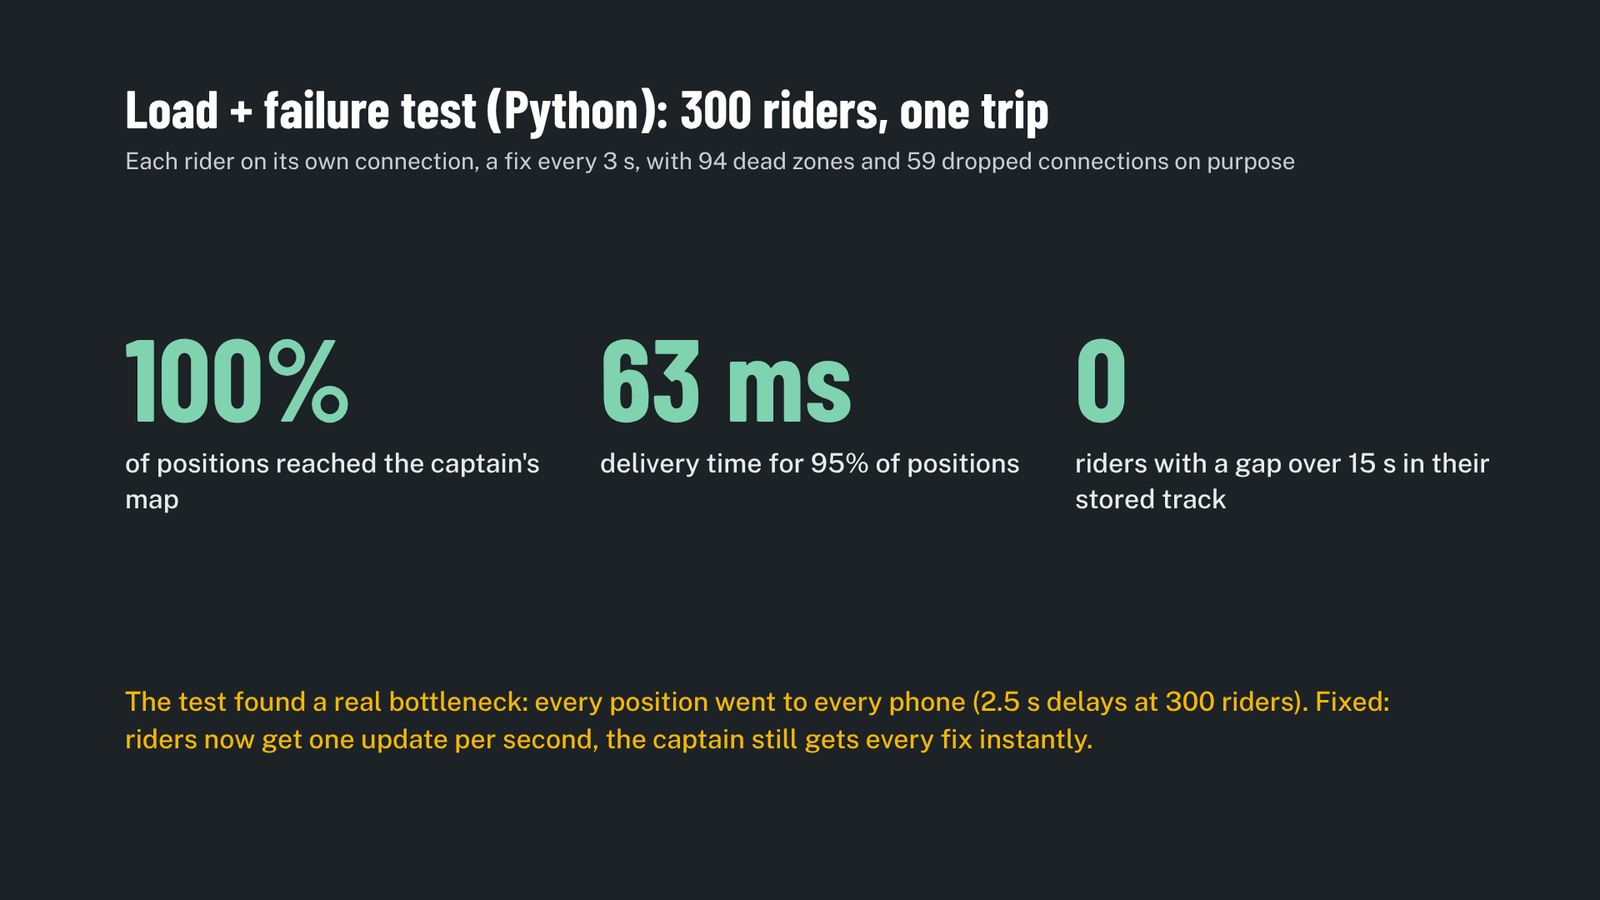 Load + failure test (Python): 300 riders, one trip
Each rider on its own connection, a fix every 3 s, with 94 dead zones and 59 dropped connections on purpose
100%
of positions reached the captain's
map
63 ms
delivery time for 95% of positions
0
riders with a gap over 15 s in their
stored track
The test found a real bottleneck: every position went to every phone (2.5 s delays at 300 riders). Fixed:
riders now get one update per second, the captain still gets every fix instantly.